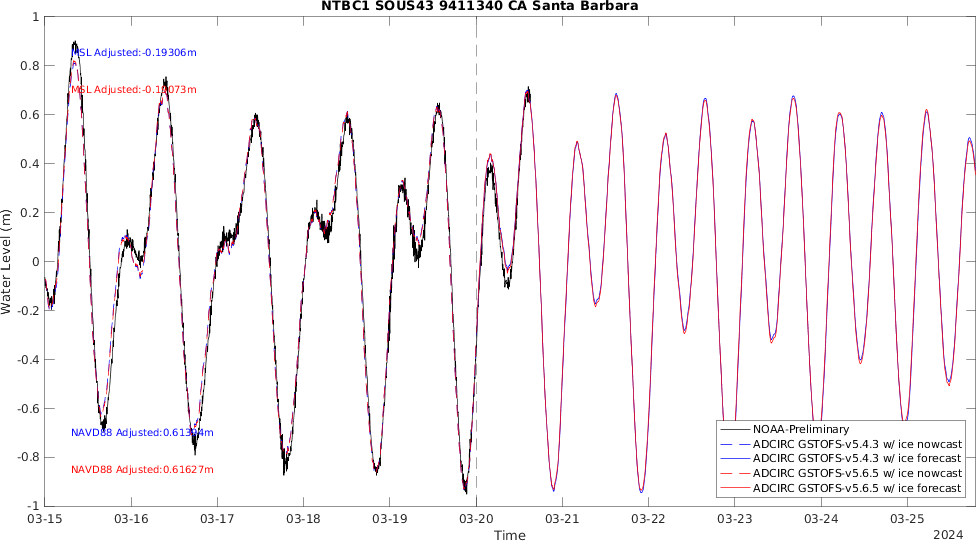 NTBC1 SOUS43 9411340 CA Santa Barbara
1
0.8
0.6
0.4
0.2
0
-0.2
-0.4
-0.6
-0.8
-1
Water Level (m)
MSL Adjusted:-0.19306m
MSL Adjusted:
NAVD88 Adjusted:
NAVD88 Adjusted:0.61627m
NOAA-Preliminary
ADCIRC GSTOFS-v5.4.3 w/ ice nowcast
ADCIRC GSTOFS-v5.4.3 w/ ice forecast
ADCIRC GSTOFS-v5.6.5 w/ ice nowcast
ADCIRC GSTOFS-v5.6.5 w/ ice forecast
03-15 03-16 03-17 03-18 03-19 03-20 03-21 03-22 03-23 03-24 03-25
Time
2024